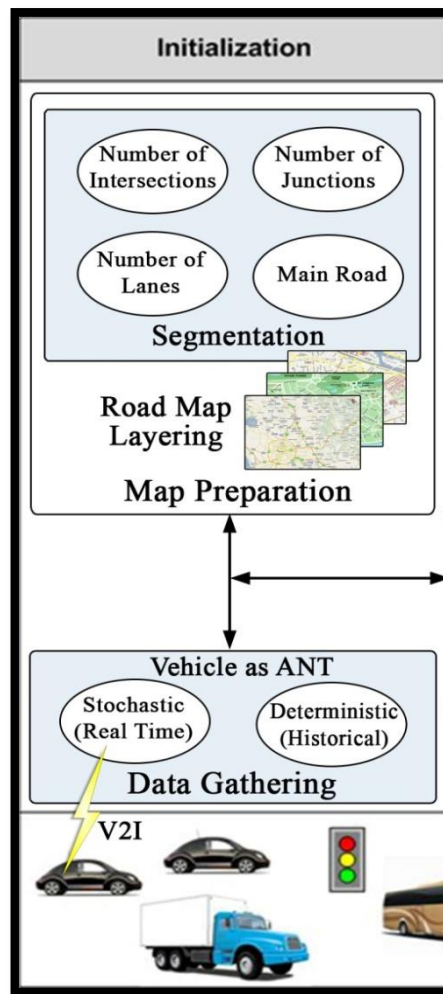 Initialization
Number of
Intersections
Number of
Junctions
Number of
Lanes
Main Road
Segmentation
Road Map
Layering
Map Preparation
Vehicle as ANT
Stochastic
(Real Time)
Deterministic
(Historical)
Data Gathering
V2I